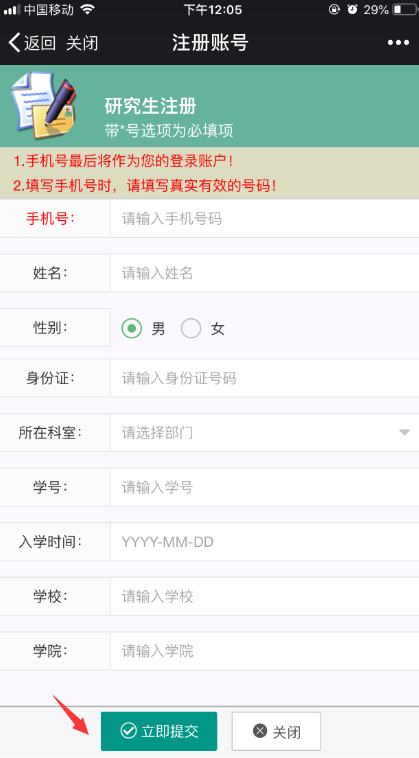 中国移动 下午12:05 29%
返回 关闭 注册账号 •••
研究生注册
带*号选项为必填项
1.手机号最后将作为您的登录账户!
2.填写手机号时，请填写真实有效的号码!
手机号: 请输入手机号码
姓名: 请输入姓名
性别: 男 女
身份证: 请输入身份证号码
所在科室: 请选择部门
学号: 请输入学号
入学时间: YYYY-MM-DD
学校: 请输入学校
学院: 请输入学院
立即提交 关闭